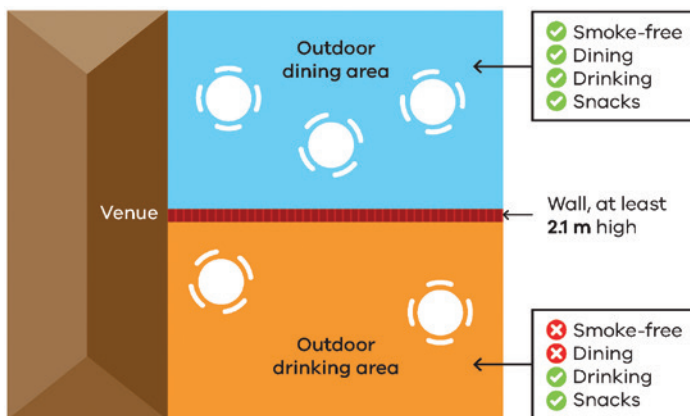 Outdoor
dining area
Smoke-free
Dining
Drinking
Snacks
Venue
Wall, at least
2.1 m high
Outdoor
drinking area
Smoke-free
Dining
Drinking
Snacks